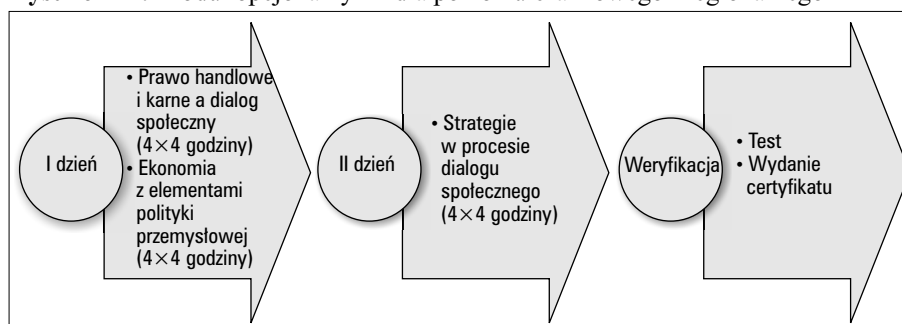 I dzień
• Prawo handlowe
i karne a dialog
społeczny
(4×4 godziny)
• Ekonomia
z elementami
polityki
przemysłowej
(4×4 godziny)
II dzień
• Strategie
w procesie
dialogu
społecznego
(4×4 godziny)
Weryfikacja
• Test
• Wydanie
certyfikatu